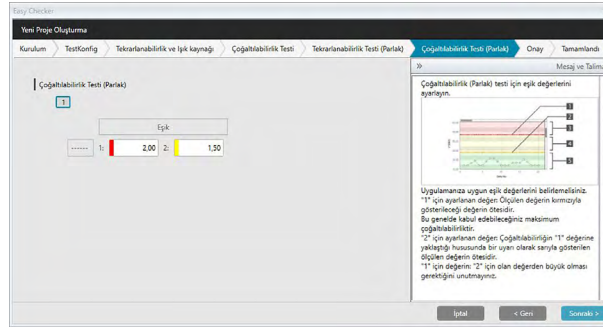 Easy Checker
Yeni Proje Oluşturma
Kurulum
TestKonfig
Tekrarlanabilirlik ve Işık kaynağı
Çoğaltılabilirlik Testi
Tekrarlanabilirlik Testi (Parlak)
Çoğaltılabilirlik Testi (Parlak)
Onay
Tamamlandı
» Mesaj ve Talima
Çoğaltılabilirlik Testi (Parlak)
1
Eşik
------ 1: 2,00 2: 1,50
Çoğaltılabilirlik (Parlak) testi için eşik değerlerini
ayarlayın.
1
2
3
4
5
Uygulamanıza uygun eşik değerlerini belirlemelisiniz.
"1" için ayarlanan değer: Ölçülen değerin kırmızıyla
gösterileceği değerin ötesidir.
Bu genelde kabul edebileceğiniz maksimum
çoğaltılabilirliktir.
"2" için ayarlanan değer: Çoğaltılabilirliğin "1" değerine
yaklaştığı hususunda bir uyarı olarak sarıyla gösterilen
ölçülen değerin ötesidir.
"1" için değerin: "2" için olan değerden büyük olması
gerektiğini unutmayınız.
İptal
< Geri
Sonraki >